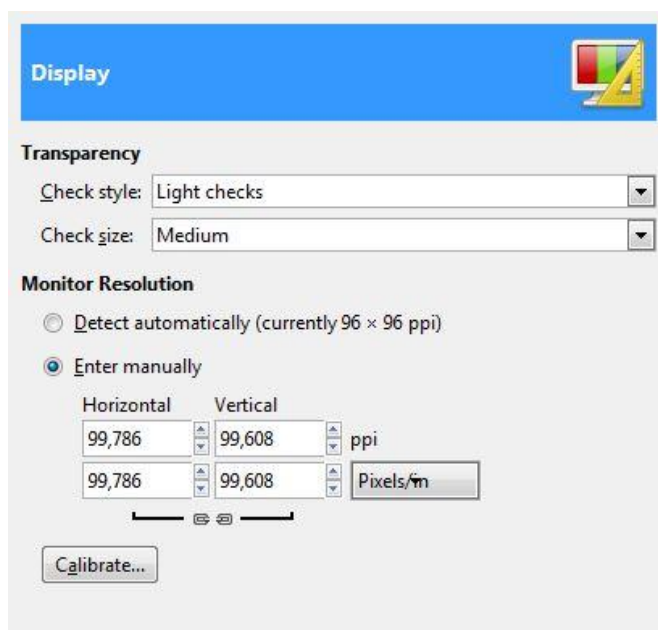 Display
Transparency
Check style: Light checks
Check size: Medium
Monitor Resolution
Detect automatically (currently 96 × 96 ppi)
Enter manually
Horizontal Vertical
99,786 99,608 ppi
99,786 99,608 Pixels/in
Calibrate...